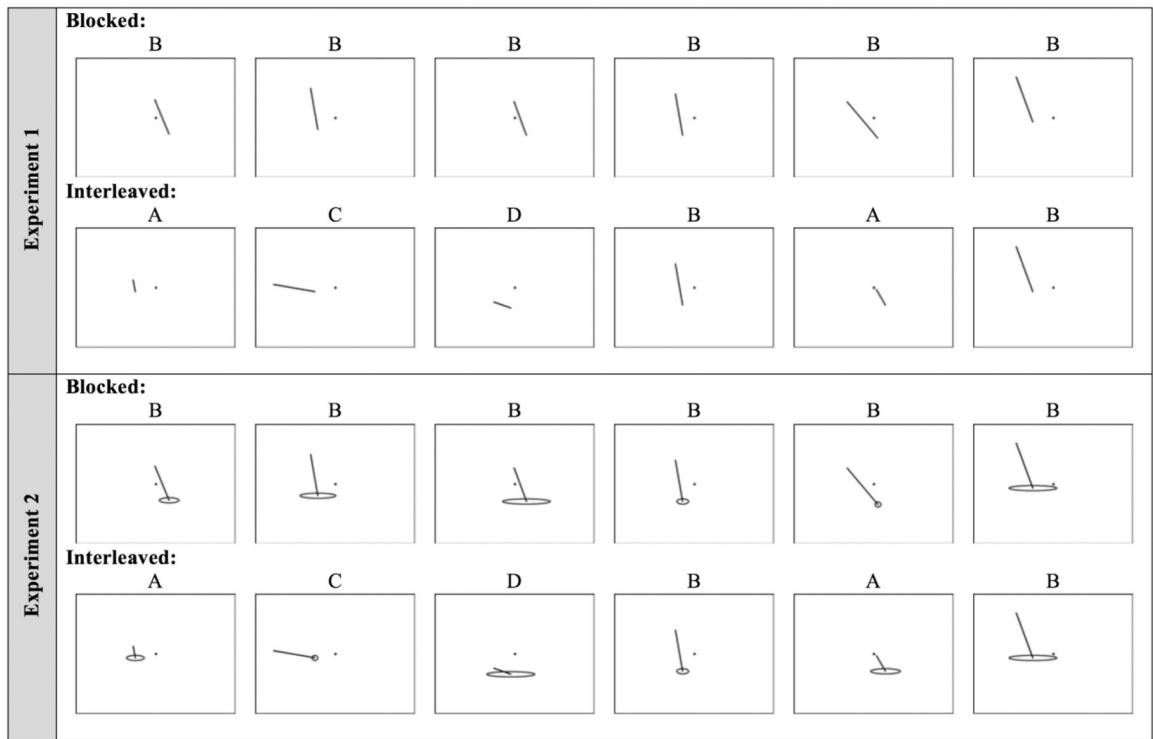 Experiment 1
Blocked:
B B B B B B
Interleaved:
A C D B A B
Experiment 2
Blocked:
B B B B B B
Interleaved:
A C D B A B